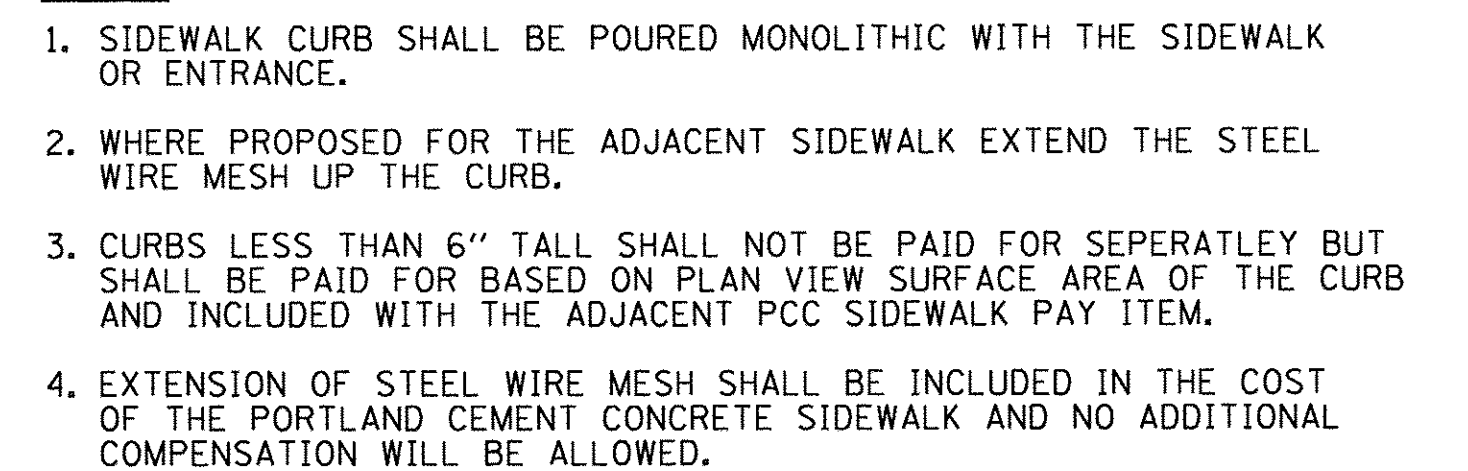 1. SIDEWALK CURB SHALL BE POURED MONOLITHIC WITH THE SIDEWALK
OR ENTRANCE.
2. WHERE PROPOSED FOR THE ADJACENT SIDEWALK EXTEND THE STEEL
WIRE MESH UP THE CURB.
3. CURBS LESS THAN 6" TALL SHALL NOT BE PAID FOR SEPERATLEY BUT
SHALL BE PAID FOR BASED ON PLAN VIEW SURFACE AREA OF THE CURB
AND INCLUDED WITH THE ADJACENT PCC SIDEWALK PAY ITEM.
4. EXTENSION OF STEEL WIRE MESH SHALL BE INCLUDED IN THE COST
OF THE PORTLAND CEMENT CONCRETE SIDEWALK AND NO ADDITIONAL
COMPENSATION WILL BE ALLOWED.